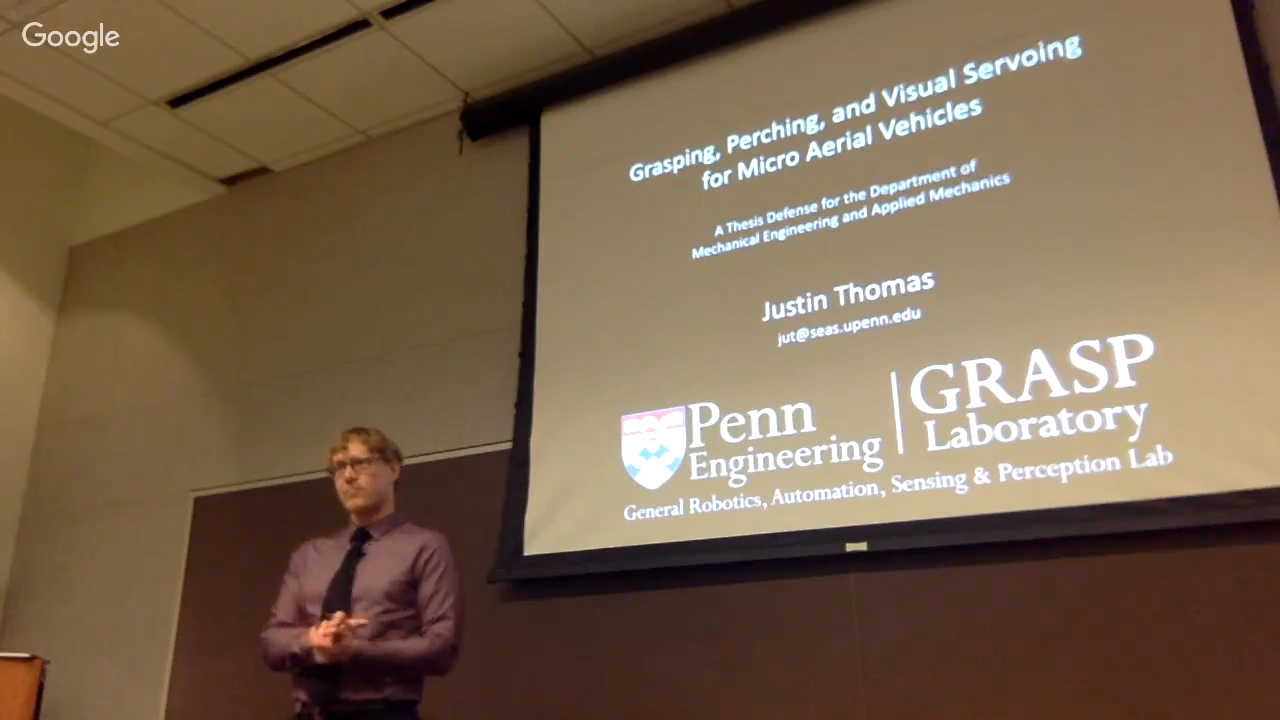 Google
Grasping, Perching, and Visual Servoing
for Micro Aerial Vehicles
A Thesis Defense for the Department of
Mechanical Engineering and Applied Mechanics
Justin Thomas
jut@seas.upenn.edu
Penn
Engineering
GRASP
Laboratory
General Robotics, Automation, Sensing & Perception Lab